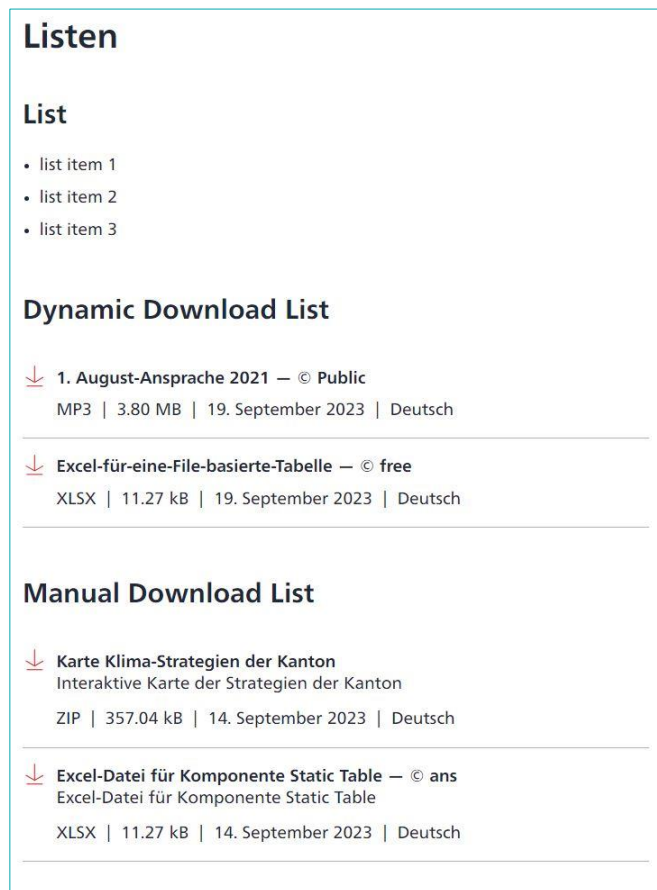 Listen
List
• list item 1
• list item 2
• list item 3
Dynamic Download List
1. August-Ansprache 2021 — © Public
MP3 | 3.80 MB | 19. September 2023 | Deutsch
Excel-für-eine-File-basierte-Tabelle — © free
XLSX | 11.27 kB | 19. September 2023 | Deutsch
Manual Download List
Karte Klima-Strategien der Kanton
Interaktive Karte der Strategien der Kanton
ZIP | 357.04 kB | 14. September 2023 | Deutsch
Excel-Datei für Komponente Static Table — © ans
Excel-Datei für Komponente Static Table
XLSX | 11.27 kB | 14. September 2023 | Deutsch